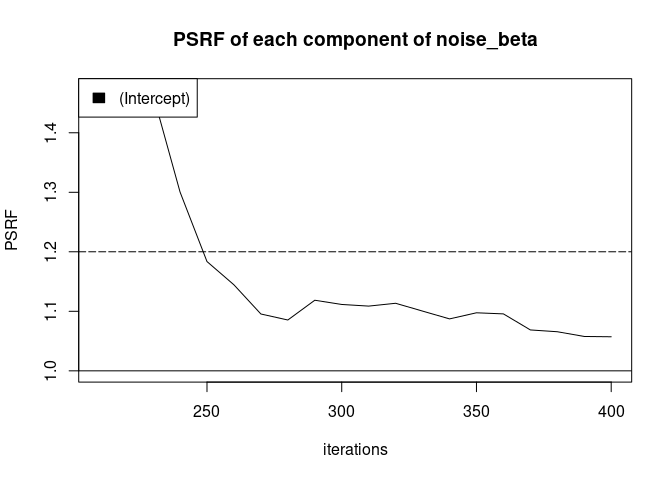 PSRF of each component of noise_beta
(Intercept)
1.4
1.3
1.2
1.1
1.0
PSRF
250 300 350 400
iterations